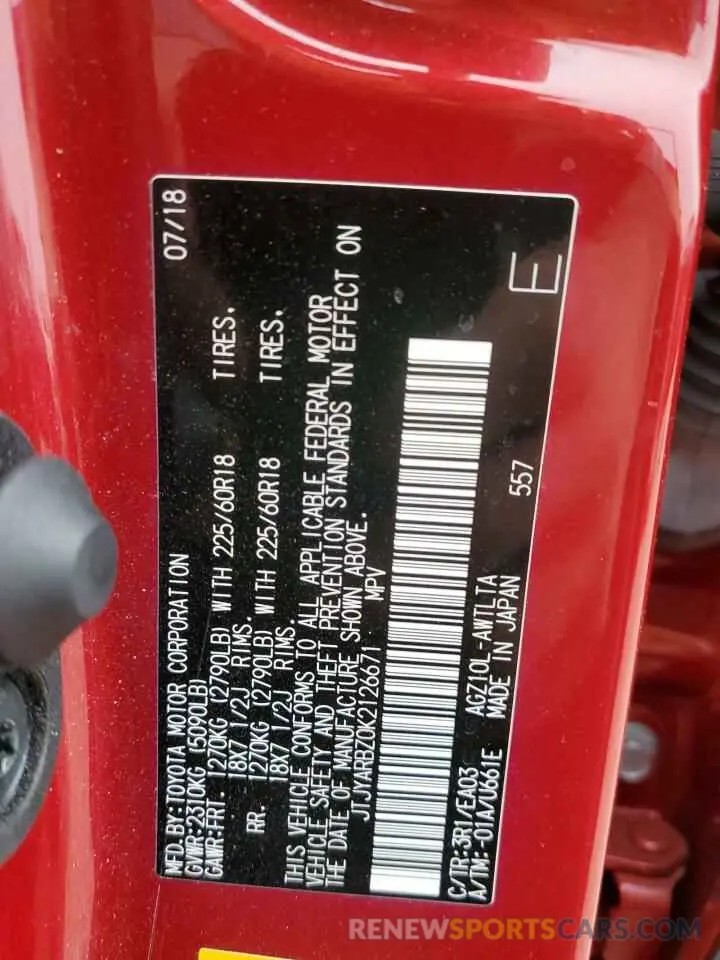 MFD. BY: TOYOTA MOTOR CORPORATION 07/18
GVWR: 2310KG (5090LB)
GAWR: FRT. 1270KG (2790LB) WITH 225/60R18 TIRES.
18X7 1/2J RIMS.
RR. 1270KG (2790LB) WITH 225/60R18 TIRES.
18X7 1/2J RIMS.
THIS VEHICLE CONFORMS TO ALL APPLICABLE FEDERAL MOTOR
VEHICLE SAFETY AND THEFT PREVENTION STANDARDS IN EFFECT ON
THE DATE OF MANUFACTURE SHOWN ABOVE.
JTJYARBZ0K2126671 MPV
C/TR: 3R1/EA03 AGZ10L-AWTLTA 557
A/TM: -01A/U661E MADE IN JAPAN
E
RENEWSPORTSCARS.COM